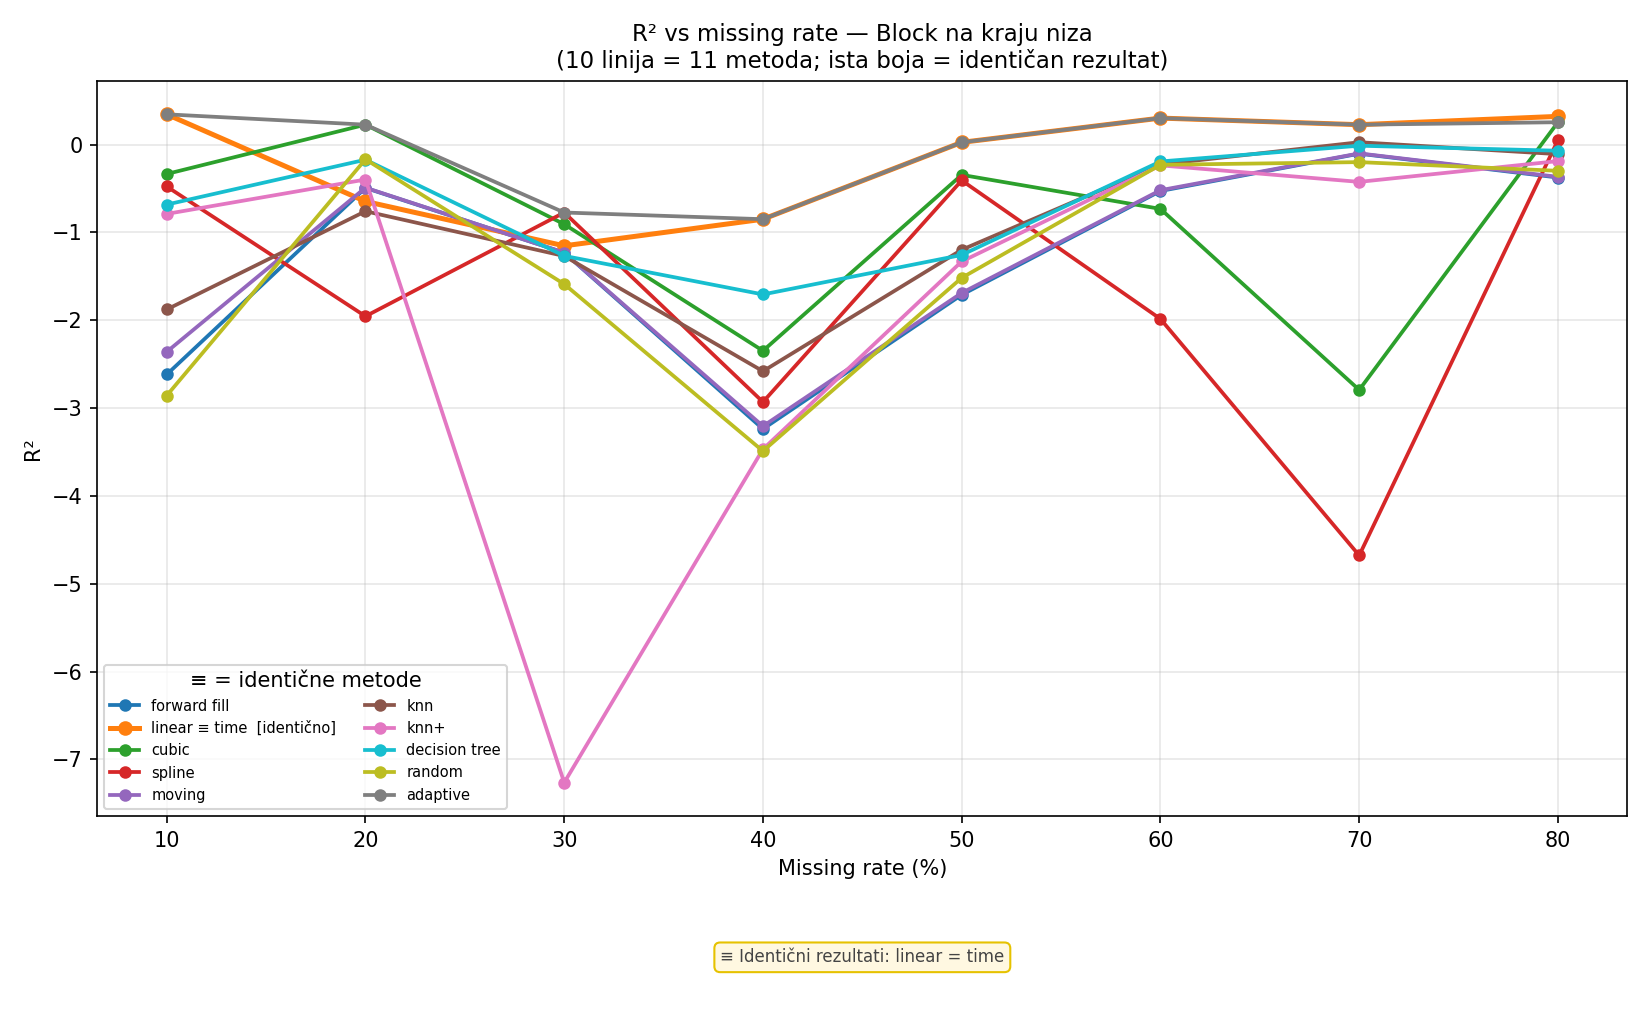 R² vs missing rate — Block na kraju niza
(10 linija = 11 metoda; ista boja = identičan rezultat)
R²
0
−1
−2
−3
−4
−5
−6
−7
≡ = identične metode
forward fill
linear ≡ time  [identično]
cubic
spline
moving
knn
knn+
decision tree
random
adaptive
10 20 30 40 50 60 70 80
Missing rate (%)
≡ Identični rezultati: linear = time